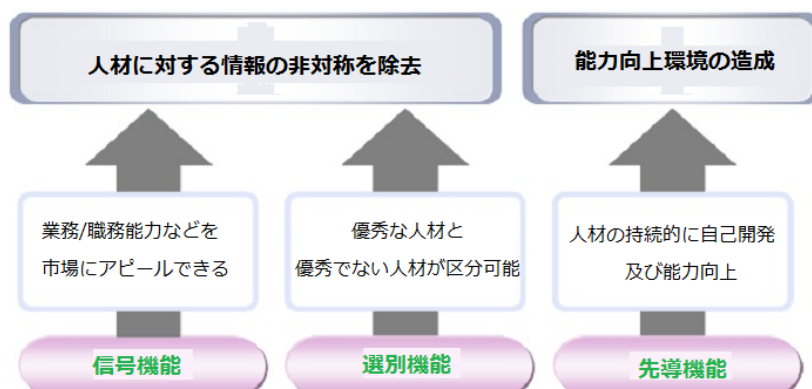 人材に対する情報の非対称を除去
能力向上環境の造成
業務/職務能力などを
市場にアピールできる
優秀な人材と
優秀でない人材が区分可能
人材の持続的に自己開発
及び能力向上
信号機能
選別機能
先導機能